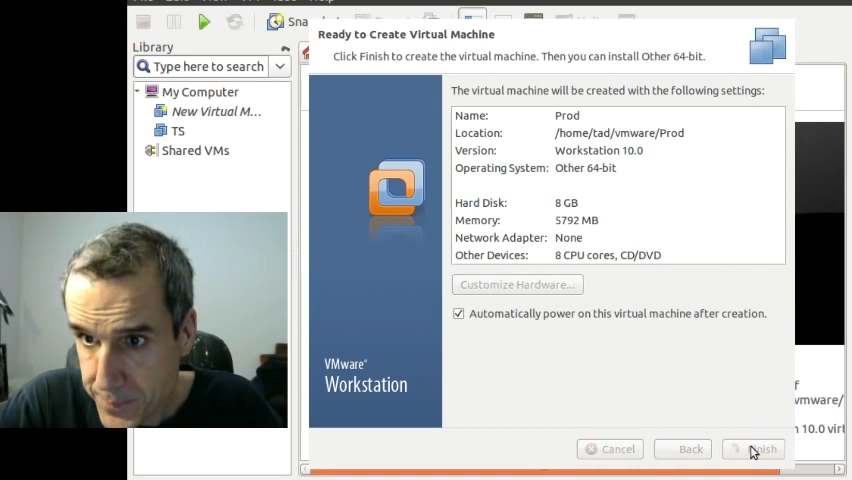 Library
Type here to search
My Computer
New Virtual M...
TS
Shared VMs
Ready to Create Virtual Machine
Click Finish to create the virtual machine. Then you can install Other 64-bit.
The virtual machine will be created with the following settings:
Name: Prod
Location: /home/tad/vmware/Prod
Version: Workstation 10.0
Operating System: Other 64-bit
Hard Disk: 8 GB
Memory: 5792 MB
Network Adapter: None
Other Devices: 8 CPU cores, CD/DVD
Customize Hardware...
Automatically power on this virtual machine after creation.
VMware®
Workstation
Cancel
Back
vmware/
10.0 virt